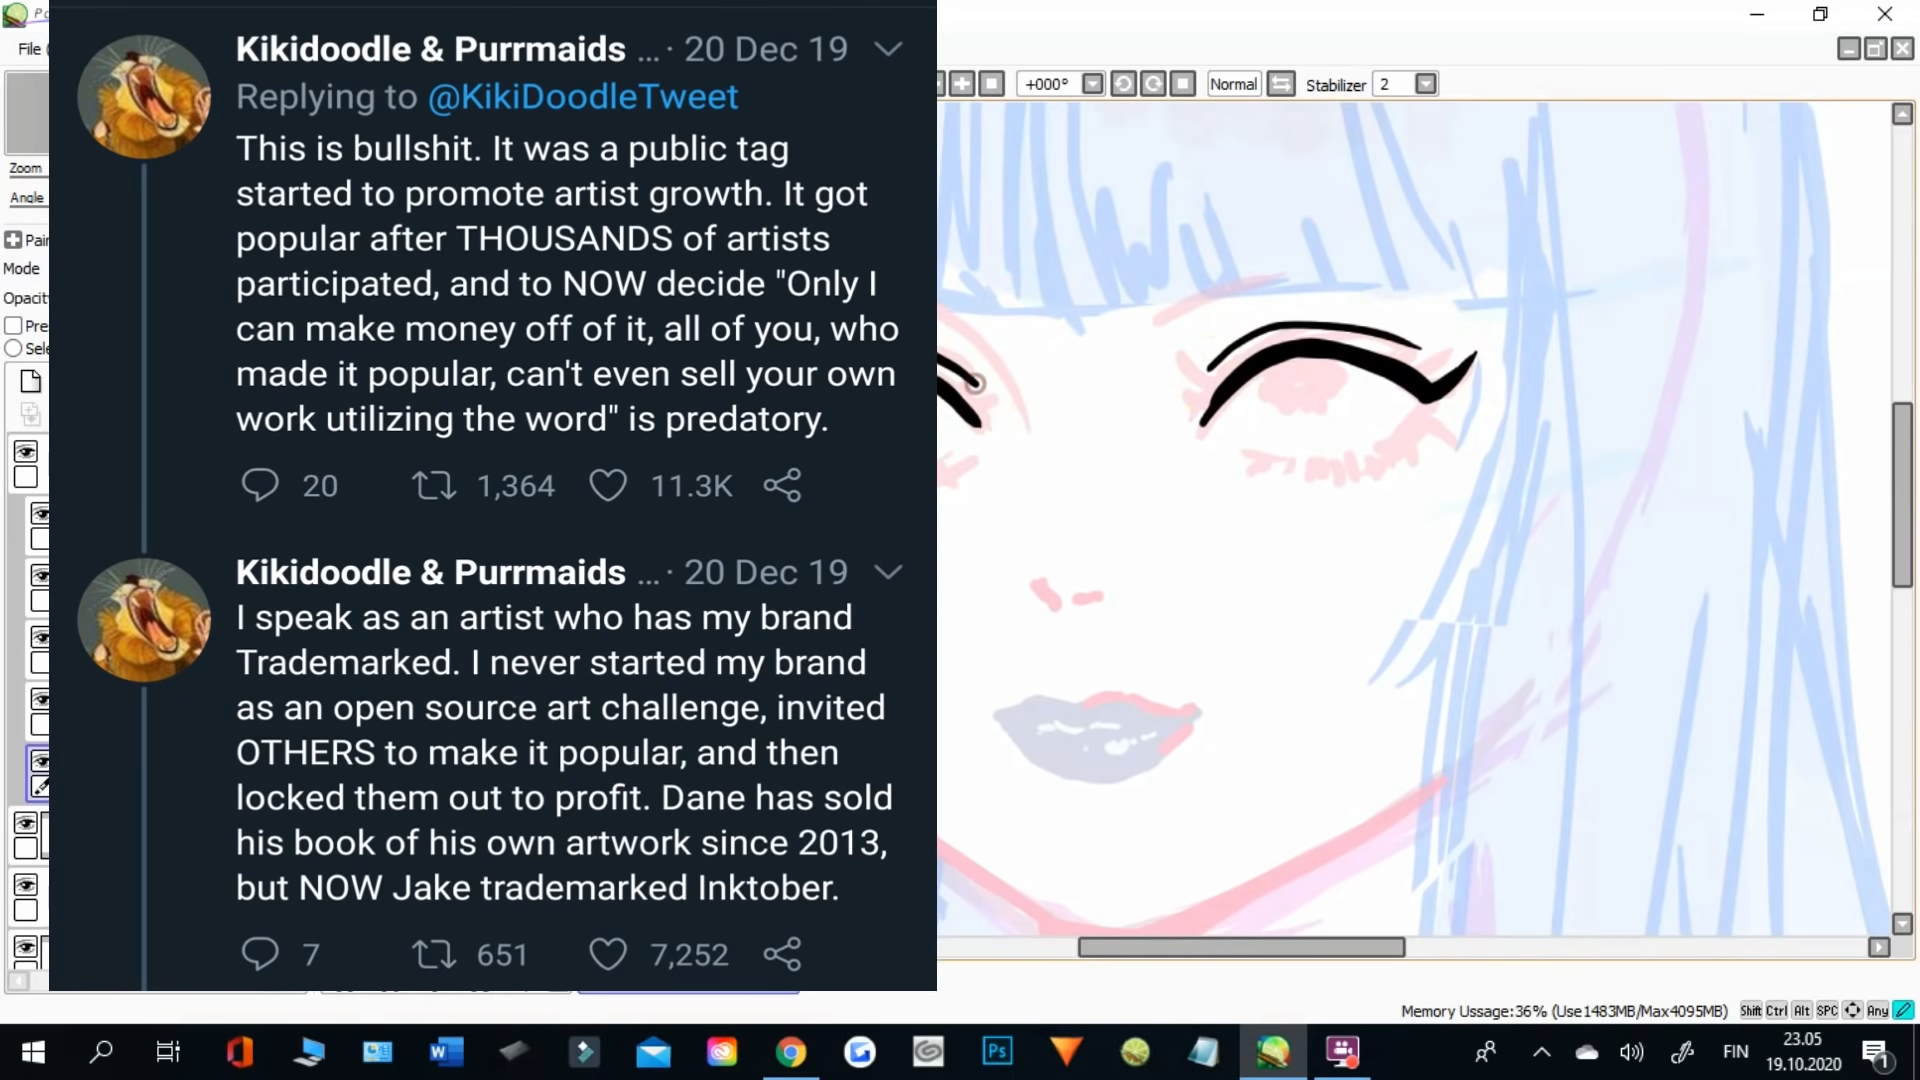 File
Kikidoodle & Purrmaids ... · 20 Dec 19
Replying to @KikiDoodleTweet
This is bullshit. It was a public tag
started to promote artist growth. It got
popular after THOUSANDS of artists
participated, and to NOW decide "Only I
can make money off of it, all of you, who
made it popular, can't even sell your own
work utilizing the word" is predatory.
20 1,364 11.3K
Kikidoodle & Purrmaids ... · 20 Dec 19
I speak as an artist who has my brand
Trademarked. I never started my brand
as an open source art challenge, invited
OTHERS to make it popular, and then
locked them out to profit. Dane has sold
his book of his own artwork since 2013,
but NOW Jake trademarked Inktober.
7 651 7,252
Zoom
Angle
Mode
+000° Normal Stabilizer 2
Memory Ussage:36% (Use1483MB/Max4095MB) Shift Ctrl Alt SPC Any
W Ps FIN 23.05
19.10.2020 1